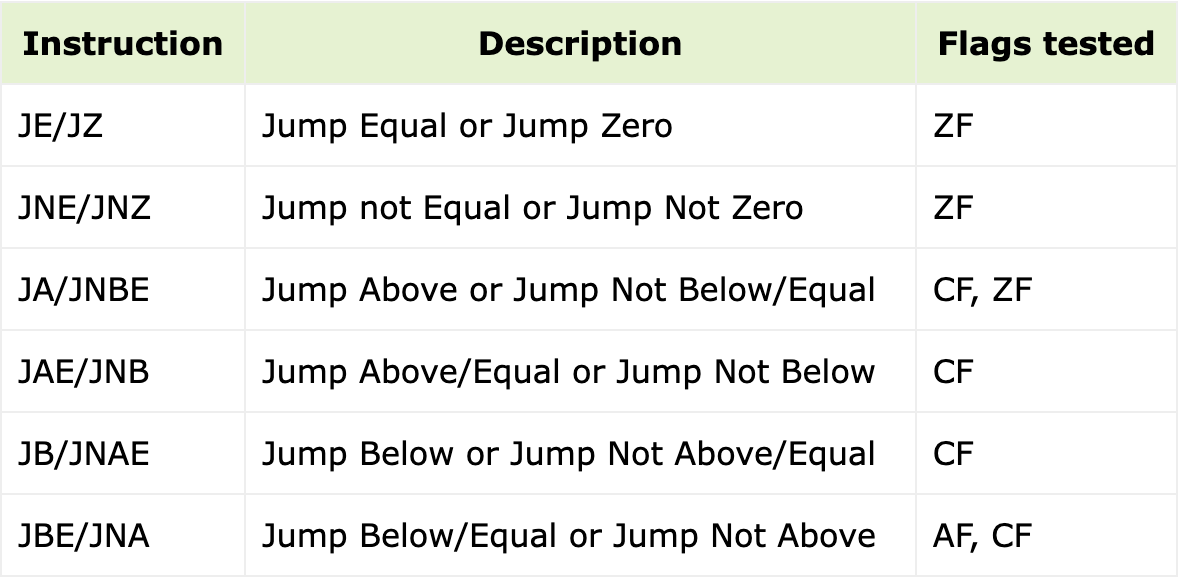 Instruction Description Flags tested
JE/JZ Jump Equal or Jump Zero ZF
JNE/JNZ Jump not Equal or Jump Not Zero ZF
JA/JNBE Jump Above or Jump Not Below/Equal CF, ZF
JAE/JNB Jump Above/Equal or Jump Not Below CF
JB/JNAE Jump Below or Jump Not Above/Equal CF
JBE/JNA Jump Below/Equal or Jump Not Above AF, CF